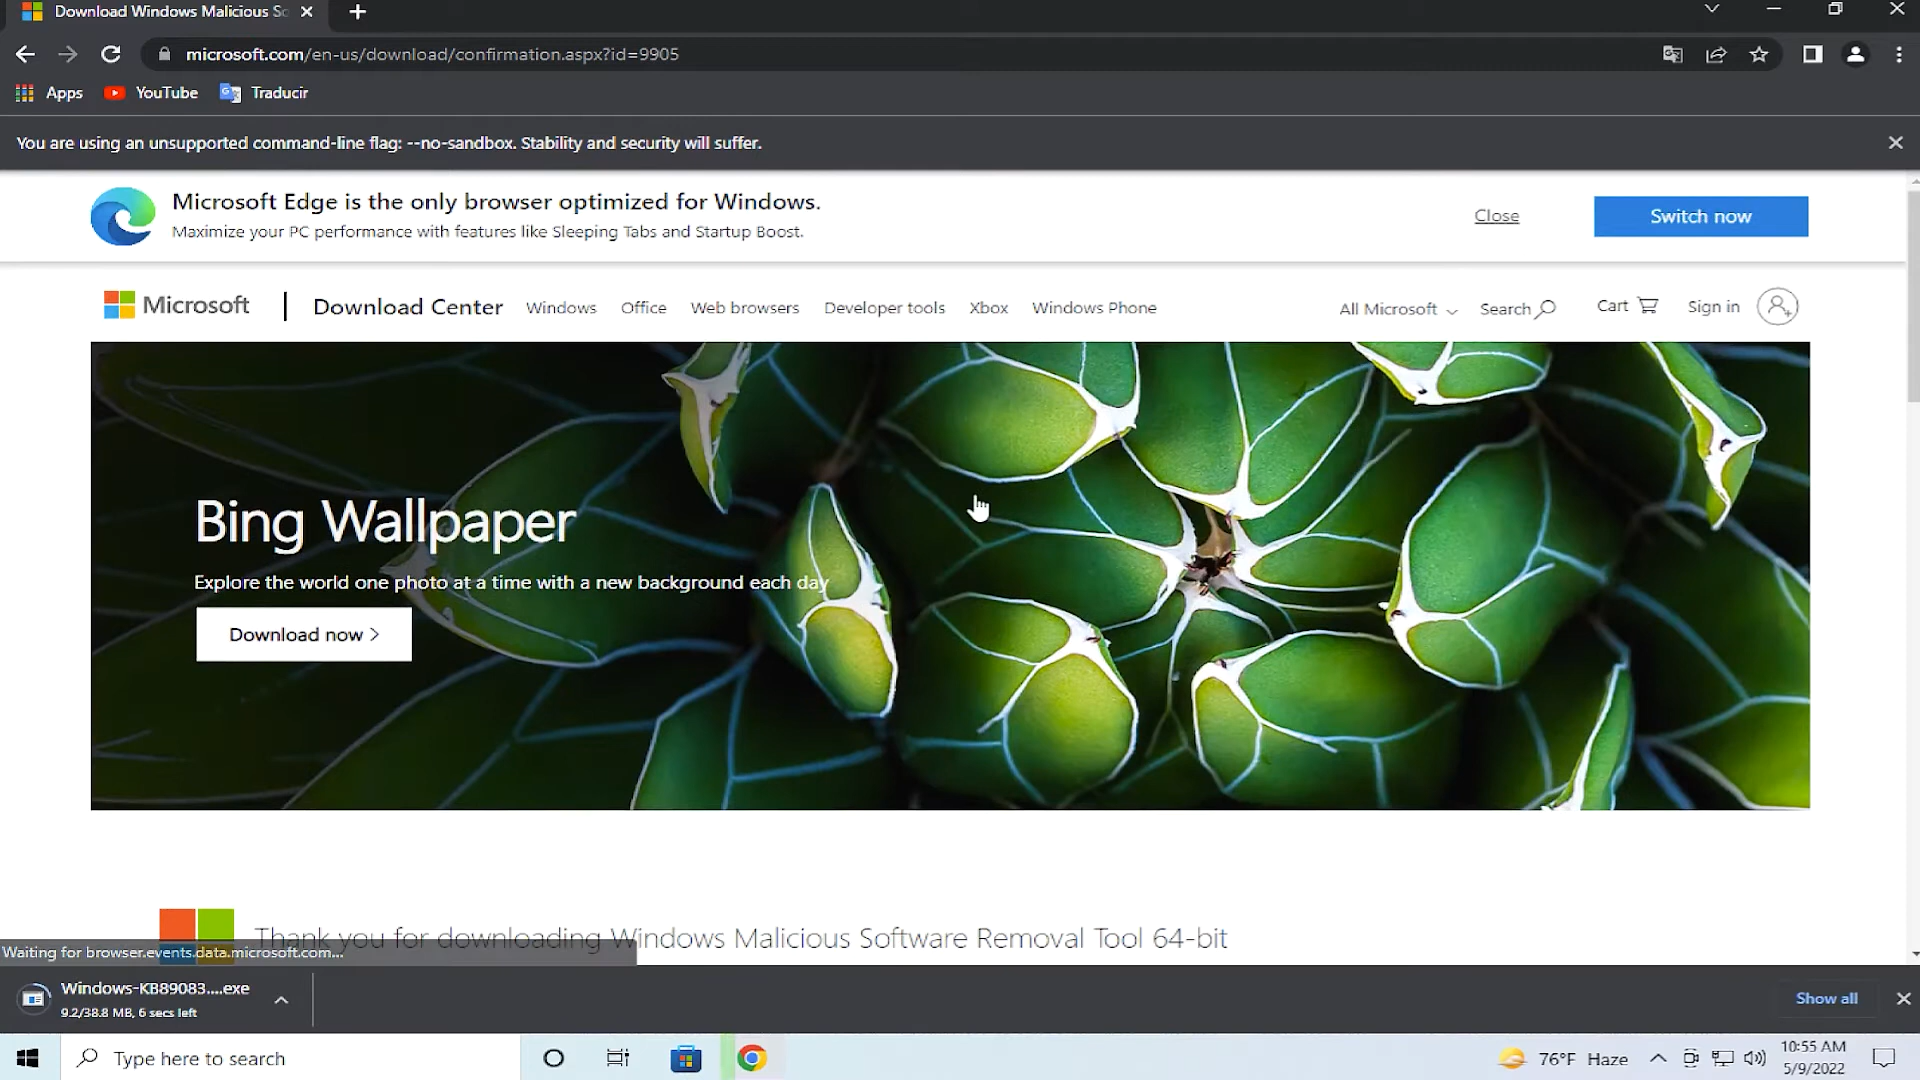 Download Windows Malicious So
microsoft.com/en-us/download/confirmation.aspx?id=9905
Apps YouTube Traducir
You are using an unsupported command-line flag: --no-sandbox. Stability and security will suffer.
Microsoft Edge is the only browser optimized for Windows.
Maximize your PC performance with features like Sleeping Tabs and Startup Boost.
Close Switch now
Microsoft Download Center Windows Office Web browsers Developer tools Xbox Windows Phone All Microsoft Search Cart Sign in
Bing Wallpaper
Explore the world one photo at a time with a new background each day
Download now >
Thank you for downloading Windows Malicious Software Removal Tool 64-bit
Waiting for browser.events.data.microsoft.com...
Windows-KB89083....exe
9.2/38.8 MB, 6 secs left
Show all
Type here to search
76°F Haze
10:55 AM
5/9/2022